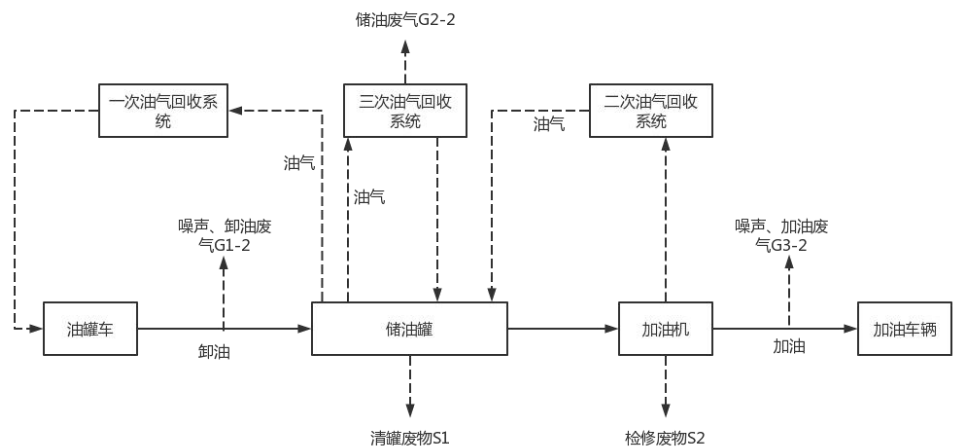 储油废气G2-2
一次油气回收系
统
三次油气回收
系统
二次油气回收
系统
油气
油气
油气
噪声、卸油废
气G1-2
噪声、加油废
气G3-2
油罐车
卸油
储油罐
加油机
加油
加油车辆
清罐废物S1
检修废物S2